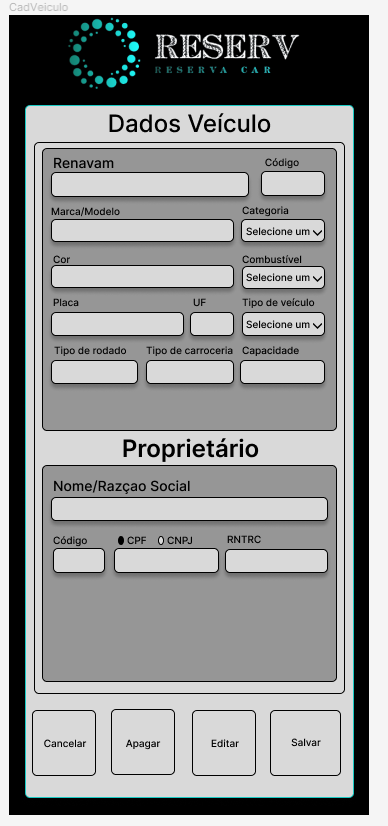 CadVeiculo
RESERV
RESERVA CAR
Dados Veículo
Renavam Código
Marca/Modelo Categoria
Selecione um
Cor Combustível
Selecione um
Placa UF Tipo de veículo
Selecione um
Tipo de rodado Tipo de carroceria Capacidade
Proprietário
Nome/Razçao Social
Código CPF CNPJ RNTRC
Cancelar Apagar Editar Salvar